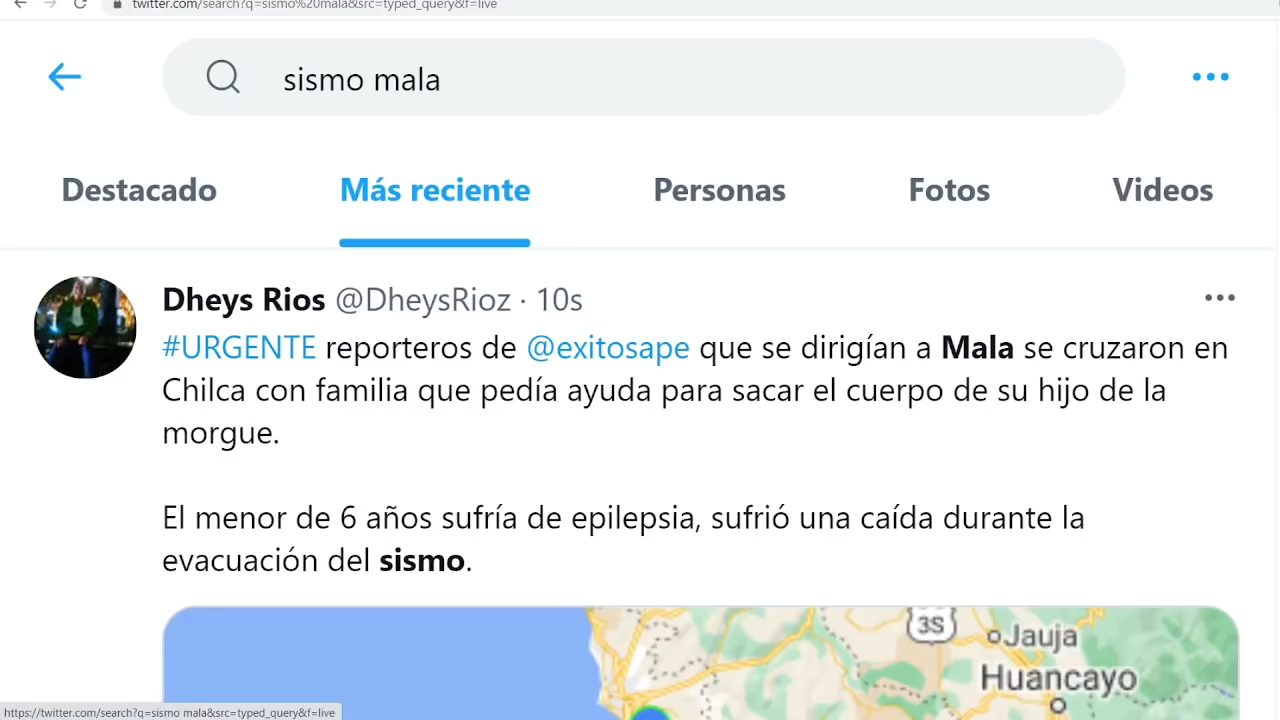 twitter.com/search?q=sismo%20mala&src=typed_query&f=live
sismo mala
Destacado Más reciente Personas Fotos Videos
Dheys Rios @DheysRioz · 10s
#URGENTE reporteros de @exitosape que se dirigían a Mala se cruzaron en
Chilca con familia que pedía ayuda para sacar el cuerpo de su hijo de la
morgue.
El menor de 6 años sufría de epilepsia, sufrió una caída durante la
evacuación del sismo.
3S
Jauja
Huancayo
https://twitter.com/search?q=sismo mala&src=typed_query&f=live